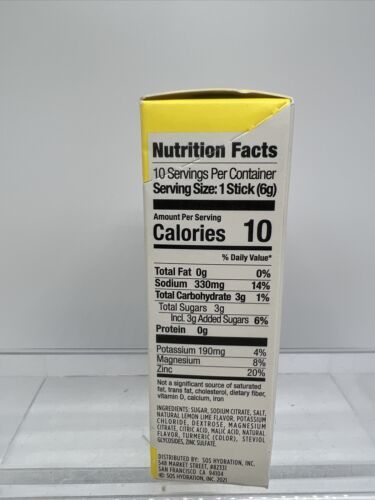 Nutrition Facts
10 Servings Per Container
Serving Size: 1 Stick (6g)
Amount Per Serving
Calories 10
% Daily Value*
Total Fat 0g 0%
Sodium 330mg 14%
Total Carbohydrate 3g 1%
Total Sugars 3g
Incl. 3g Added Sugars 6%
Protein 0g
Potassium 190mg 4%
Magnesium 8%
Zinc 20%
Not a significant source of saturated
fat, trans fat, cholesterol, dietary fiber,
vitamin D, calcium, iron
INGREDIENTS: SUGAR, SODIUM CITRATE, SALT,
NATURAL LEMON LIME FLAVOR, POTASSIUM
CHLORIDE, DEXTROSE, MAGNESIUM
CITRATE, CITRIC ACID, MALIC ACID, NATURAL
FLAVOR, TURMERIC (COLOR), STEVIOL
GLYCOSIDES, ZINC SULFATE.
DISTRIBUTED BY: SOS HYDRATION, INC.
548 MARKET STREET, #82331
SAN FRANCISCO CA. 94104
© SOS HYDRATION, INC. 2021